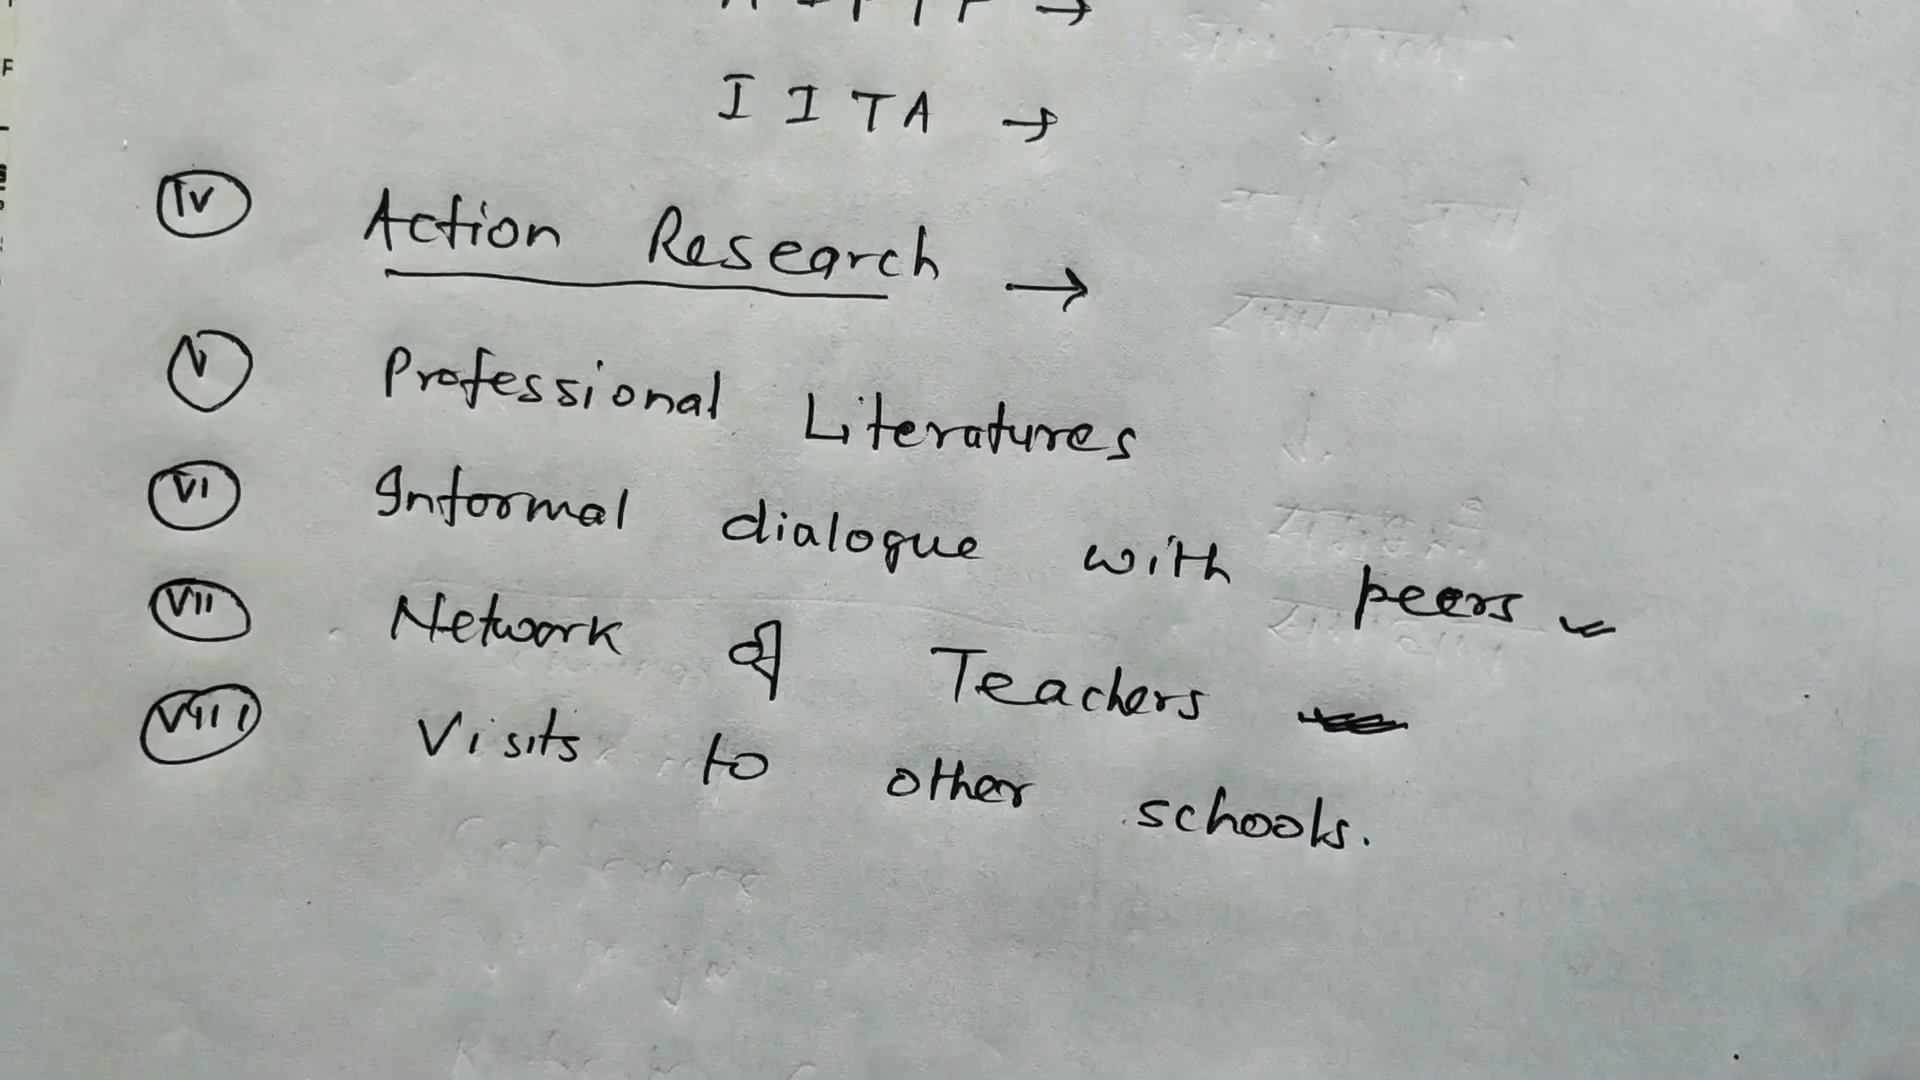 I I T A →
IV Action Research →
V Professional Literatures
VI Informal dialogue with peers
VII Network of Teachers
VIII Visits to other schools.